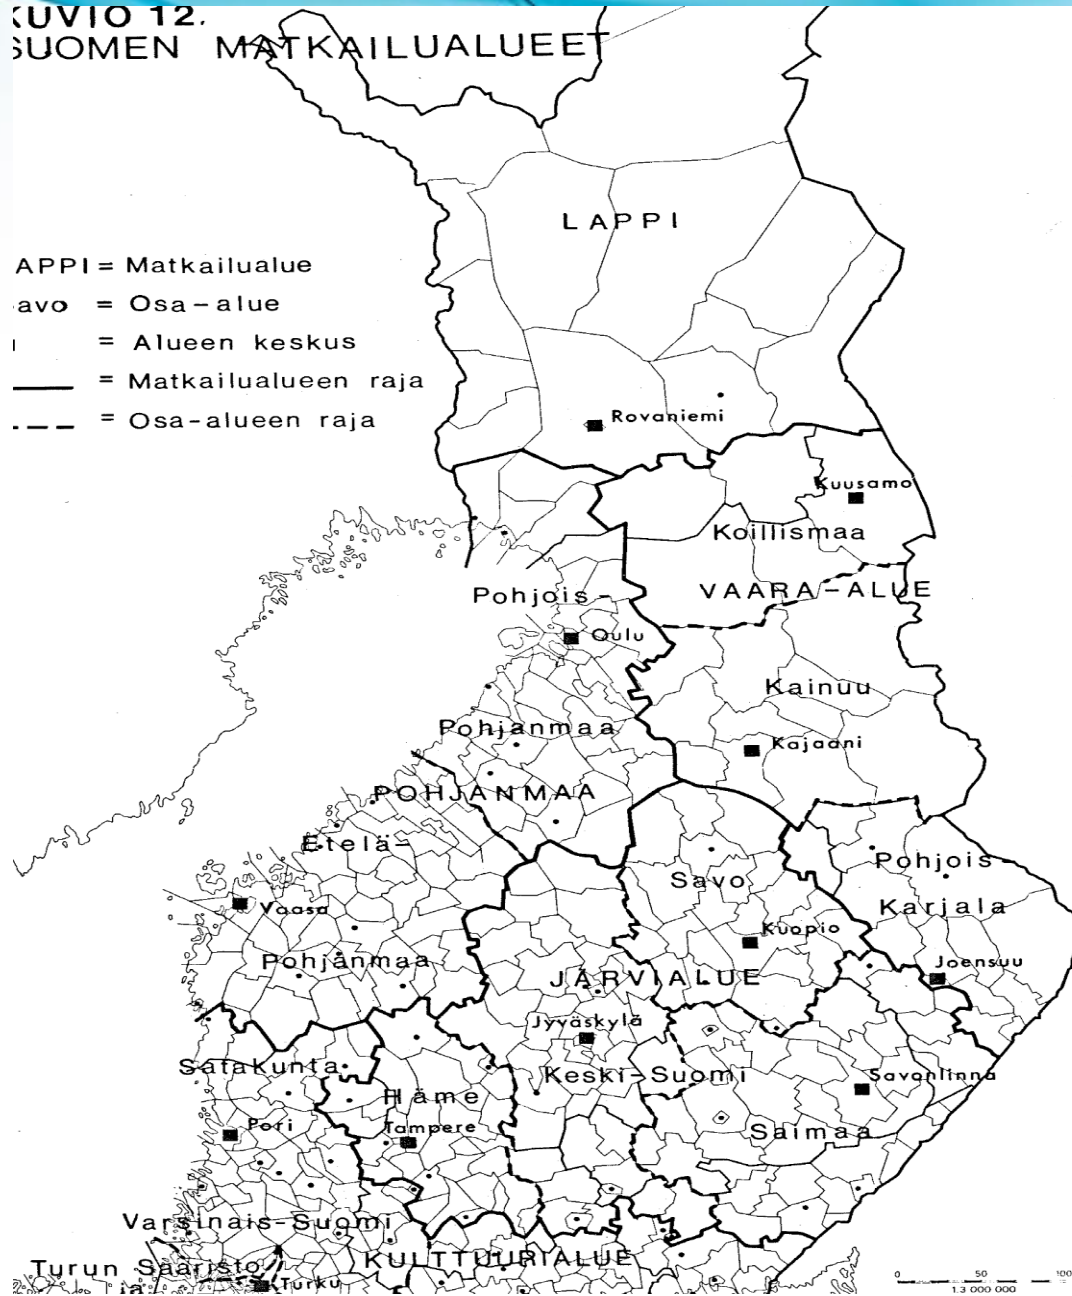 KUVIO 12.
SUOMEN MATKAILUALUEET
LAPPI
APPI = Matkailualue
avo = Osa-alue
= Alueen keskus
= Matkailualueen raja
= Osa-alueen raja
Rovaniemi
Kuusamo
Koillismaa
VAARA-ALUE
Pohjois-
Oulu
Kainuu
Pohjanmaa
Kajaani
POHJANMAA
Etelä-
Pohjois-
Savo
Karjala
Vaasa
Kuopio
Pohjanmaa
Joensuu
JÄRVIALUE
Jyväskylä
Satakunta
Keski-Suomi
Savonlinna
Häme
Pori
Tampere
Saimaa
Varsinais-Suomi
KULTTUURIALUE
Turun Saaristo
Turku
ja
0 50 100
1:3 000 000